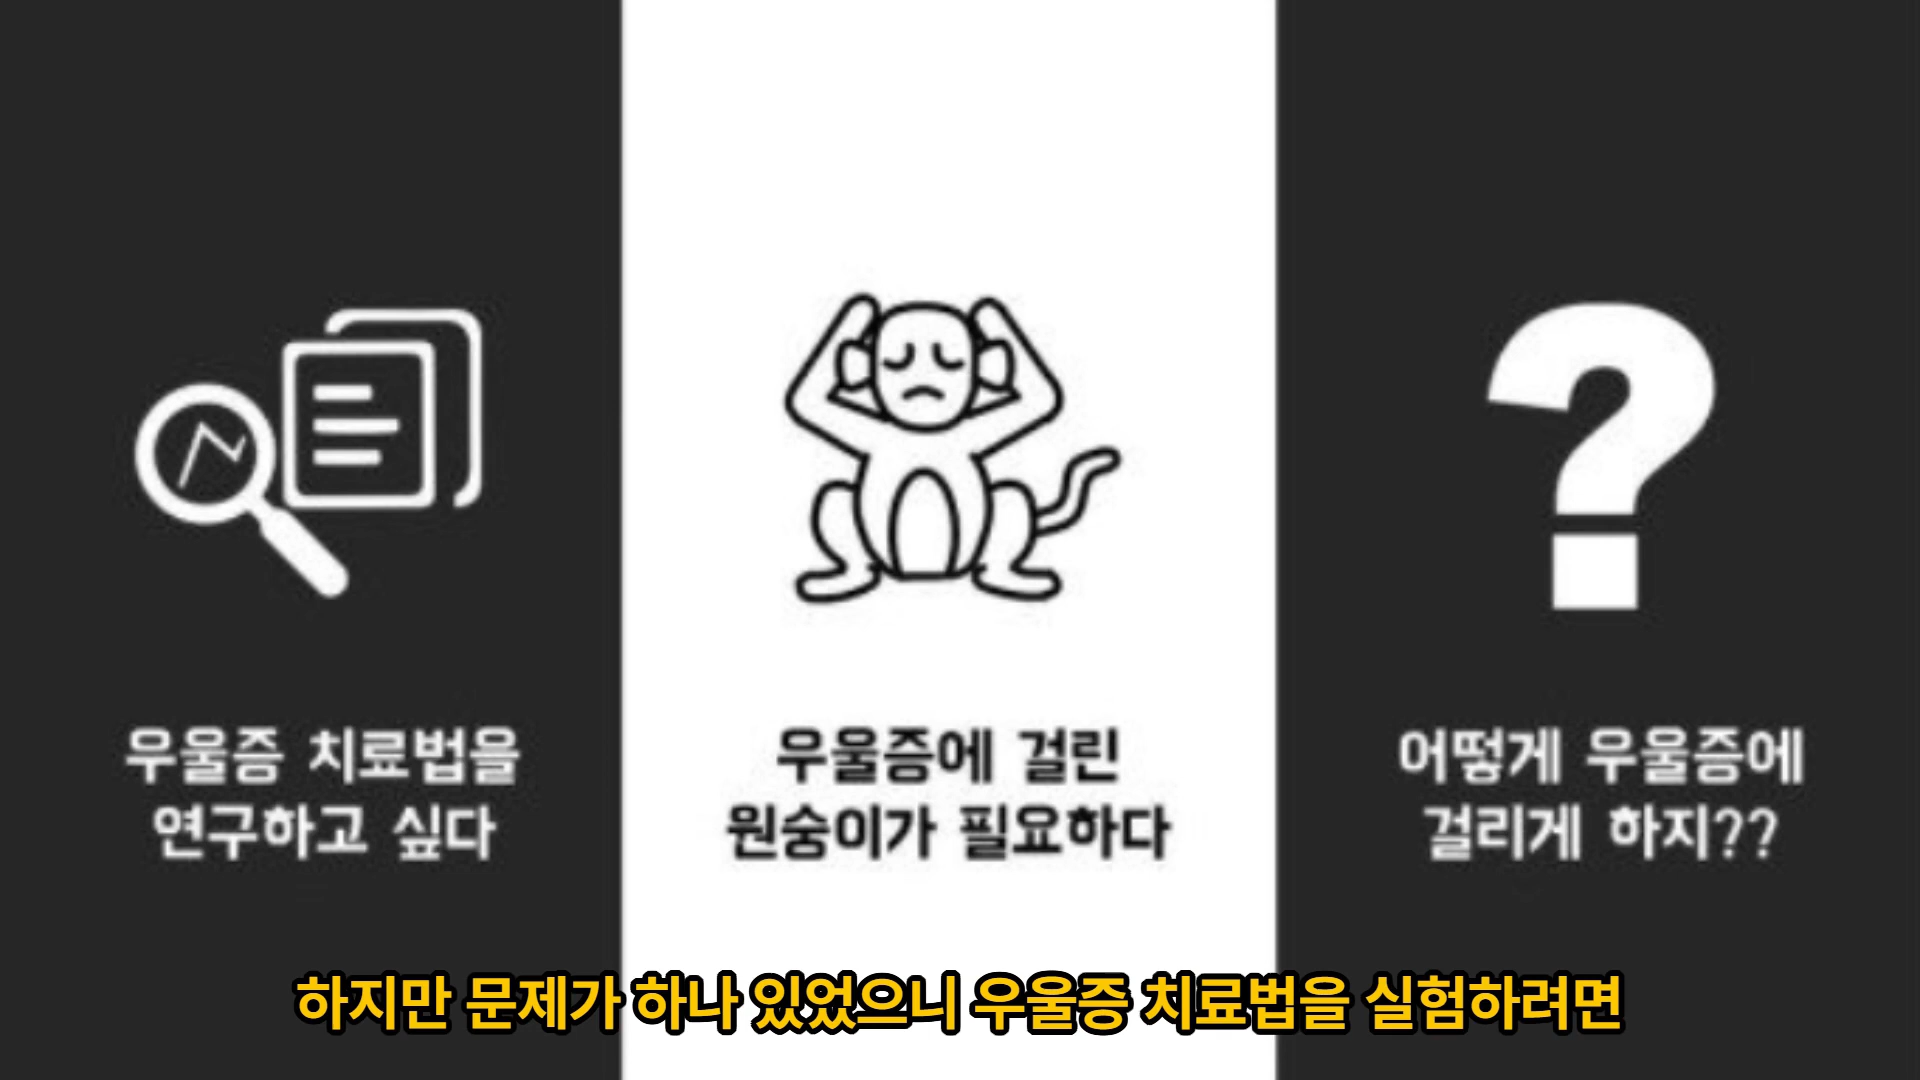 우울증 치료법을
연구하고 싶다
우울증에 걸린
원숭이가 필요하다
어떻게 우울증에
걸리게 하지??
하지만 문제가 하나 있었으니 우울증 치료법을 실험하려면